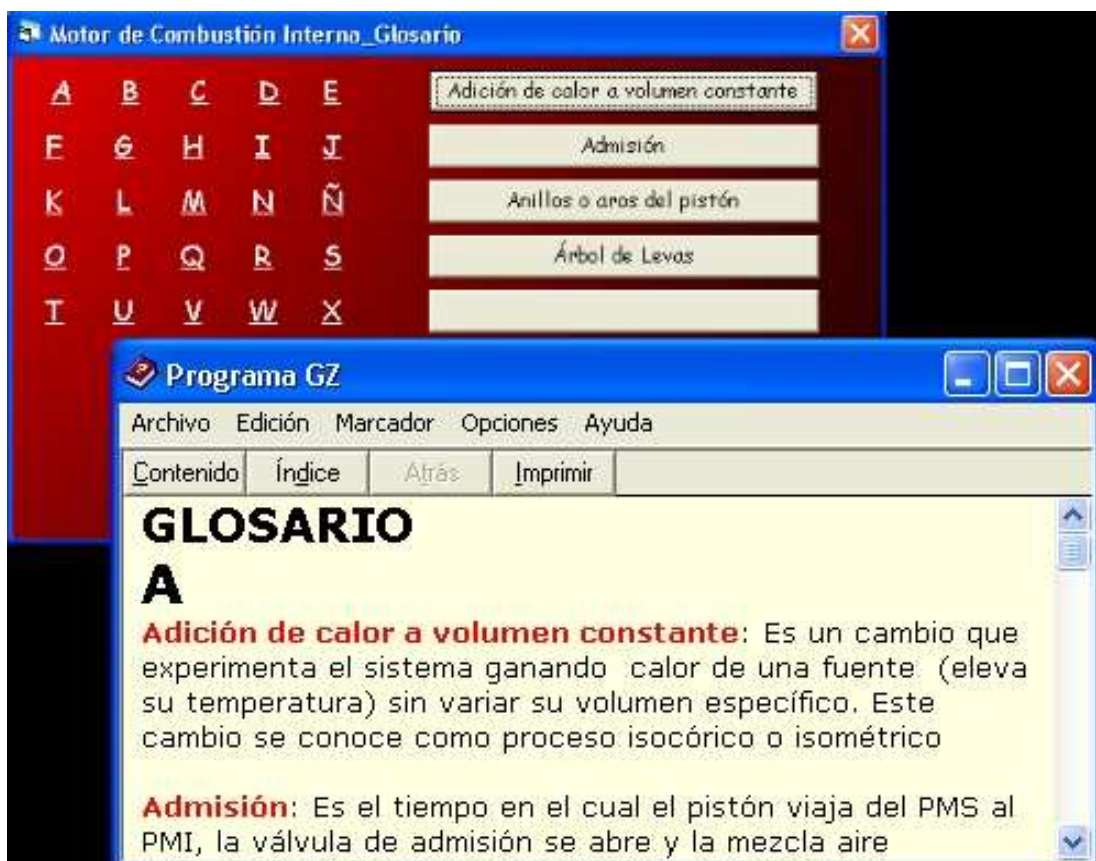 Motor de Combustión Interna_Glosario
A B C D E
Adición de calor a volumen constante
F G H I J
Admisión
K L M N Ñ
Anillos o aros del pistón
O P Q R S
Árbol de Levas
T U V W X
Programa GZ
Archivo Edición Marcador Opciones Ayuda
Contenido Índice Atrás Imprimir
GLOSARIO
A
Adición de calor a volumen constante: Es un cambio que
experimenta el sistema ganando calor de una fuente (eleva
su temperatura) sin variar su volumen específico. Este
cambio se conoce como proceso isocórico o isométrico
Admisión: Es el tiempo en el cual el pistón viaja del PMS al
PMI, la válvula de admisión se abre y la mezcla aire